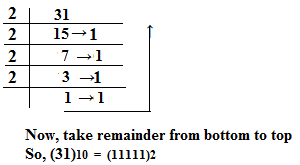 2 31
2 15→1
2 7 →1
2 3 →1
1 →1
Now, take remainder from bottom to top
So, (31)10 = (11111)2